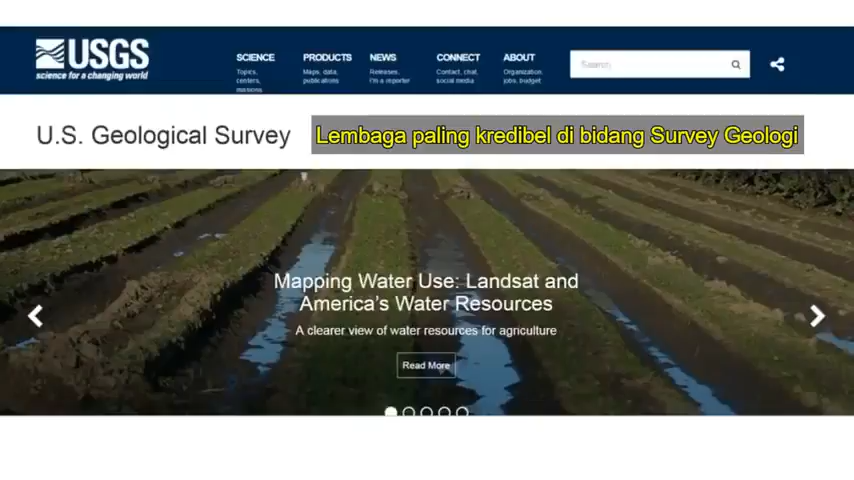 USGS
science for a changing world
SCIENCE
Topics,
centers,
missions
PRODUCTS
Maps, data,
publications
NEWS
Releases,
I'm a reporter
CONNECT
Contact, chat,
social media
ABOUT
Organization,
jobs, budget
Search
U.S. Geological Survey
Lembaga paling kredibel di bidang Survey Geologi
Mapping Water Use: Landsat and
America's Water Resources
A clearer view of water resources for agriculture
Read More